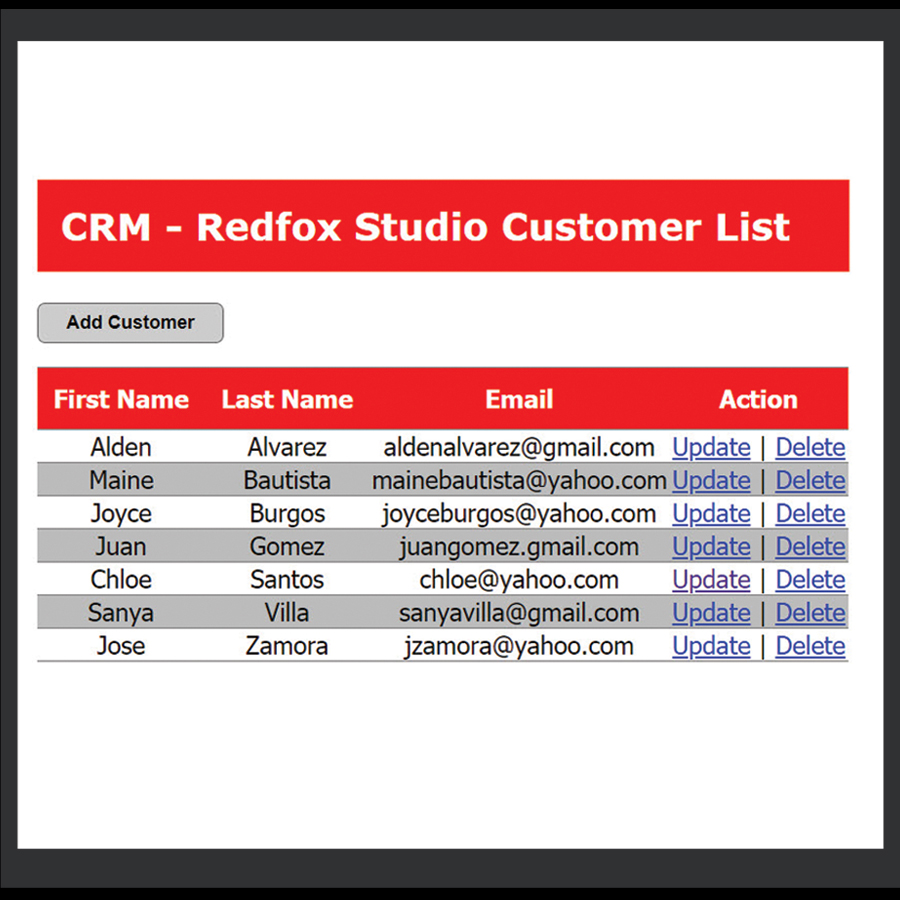 CRM - Redfox Studio Customer List
Add Customer
First Name Last Name Email Action
Alden Alvarez aldenalvarez@gmail.com Update | Delete
Maine Bautista mainebautista@yahoo.com Update | Delete
Joyce Burgos joyceburgos@yahoo.com Update | Delete
Juan Gomez juangomez.gmail.com Update | Delete
Chloe Santos chloe@yahoo.com Update | Delete
Sanya Villa sanyavilla@gmail.com Update | Delete
Jose Zamora jzamora@yahoo.com Update | Delete